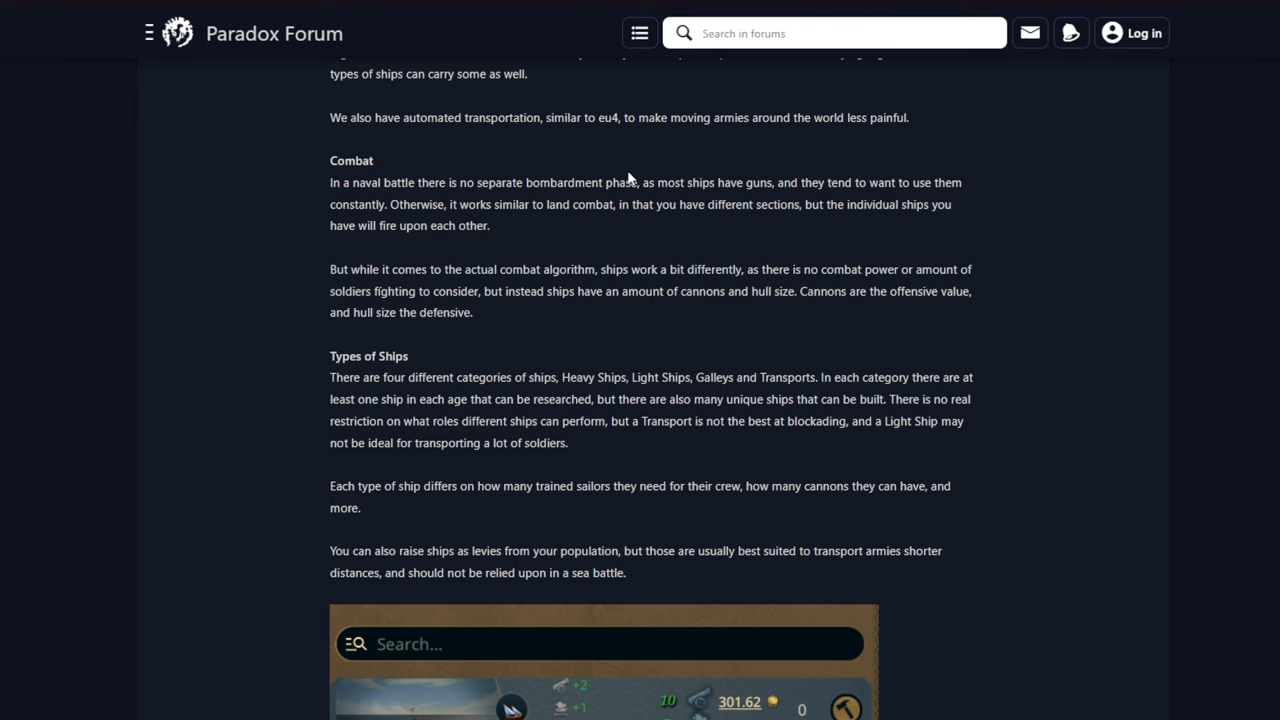 Paradox Forum
Search in forums
Log in
types of ships can carry some as well.
We also have automated transportation, similar to eu4, to make moving armies around the world less painful.
Combat
In a naval battle there is no separate bombardment phase, as most ships have guns, and they tend to want to use them
constantly. Otherwise, it works similar to land combat, in that you have different sections, but the individual ships you
have will fire upon each other.
But while it comes to the actual combat algorithm, ships work a bit differently, as there is no combat power or amount of
soldiers fighting to consider, but instead ships have an amount of cannons and hull size. Cannons are the offensive value,
and hull size the defensive.
Types of Ships
There are four different categories of ships, Heavy Ships, Light Ships, Galleys and Transports. In each category there are at
least one ship in each age that can be researched, but there are also many unique ships that can be built. There is no real
restriction on what roles different ships can perform, but a Transport is not the best at blockading, and a Light Ship may
not be ideal for transporting a lot of soldiers.
Each type of ship differs on how many trained sailors they need for their crew, how many cannons they can have, and
more.
You can also raise ships as levies from your population, but those are usually best suited to transport armies shorter
distances, and should not be relied upon in a sea battle.
Search...
+2
10 301.62 0
+1